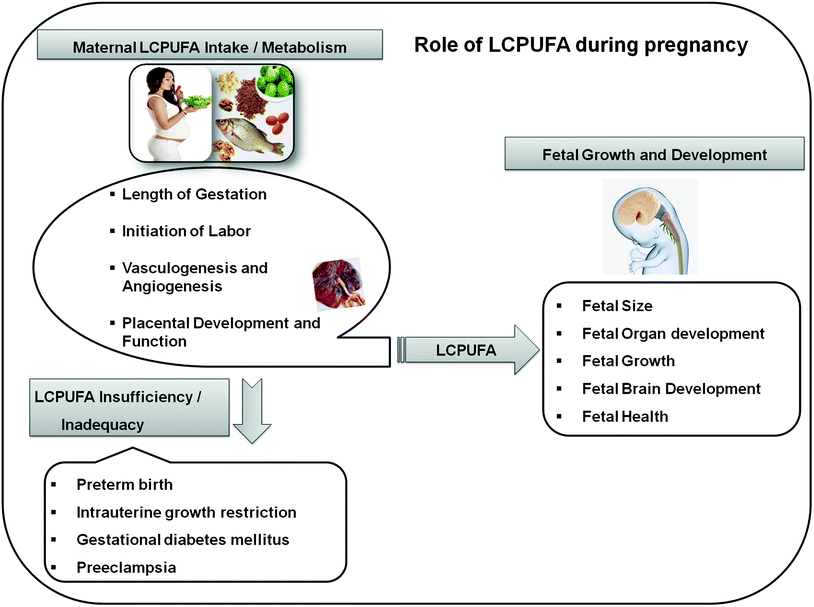 Role of LCPUFA during pregnancy
Maternal LCPUFA Intake / Metabolism
▪ Length of Gestation
▪ Initiation of Labor
▪ Vasculogenesis and
Angiogenesis
▪ Placental Development and
Function
LCPUFA
Fetal Growth and Development
▪ Fetal Size
▪ Fetal Organ development
▪ Fetal Growth
▪ Fetal Brain Development
▪ Fetal Health
LCPUFA Insufficiency /
Inadequacy
▪ Preterm birth
▪ Intrauterine growth restriction
▪ Gestational diabetes mellitus
▪ Preeclampsia